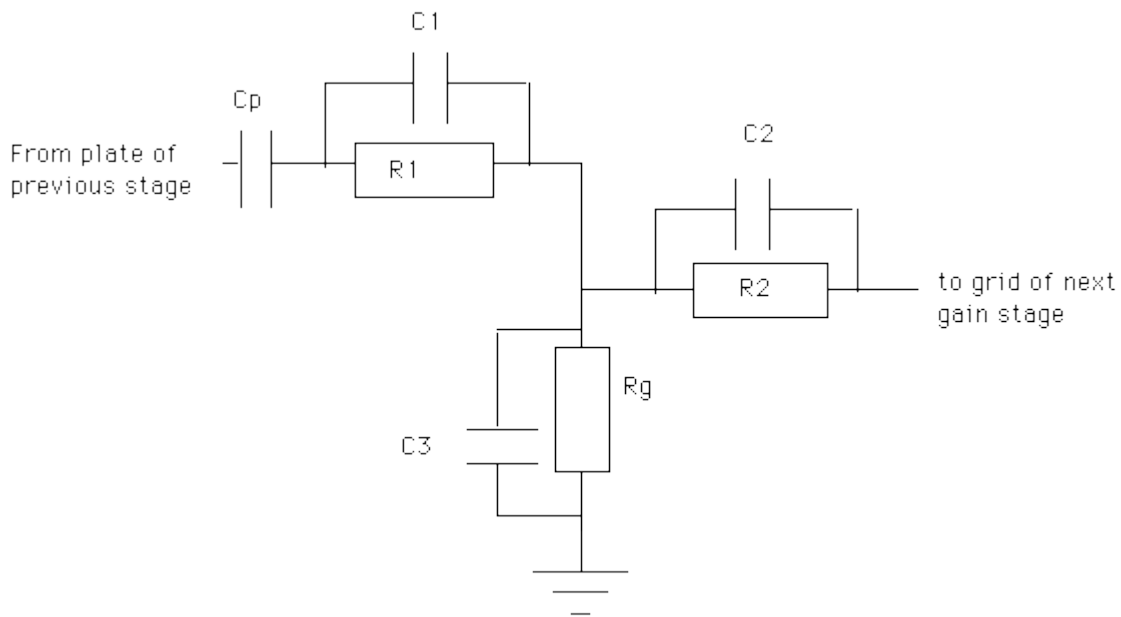 C1
Cp
C2
From plate of
previous stage
R1
R2
to grid of next
gain stage
Rg
C3